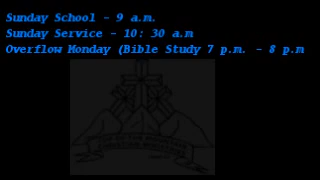 Sunday School - 9 a.m.
Sunday Service - 10: 30 a.m
Overflow Monday (Bible Study 7 p.m. - 8 p.m